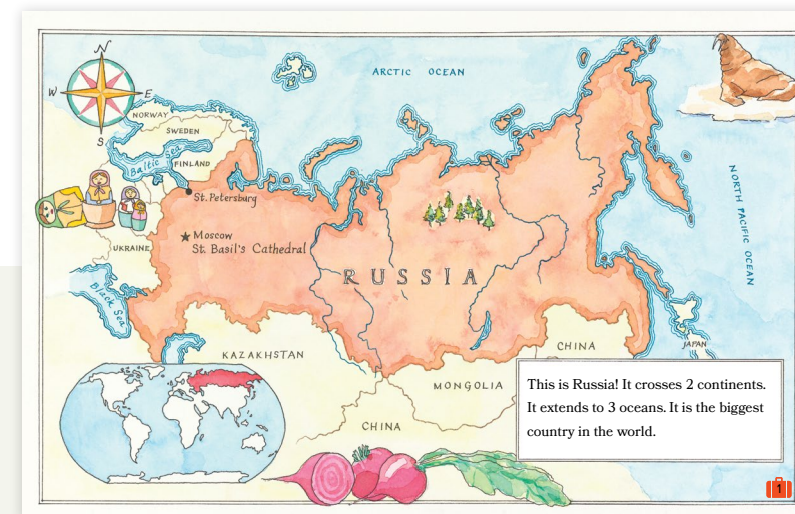 N
ARCTIC OCEAN
W E
NORWAY
S
SWEDEN
Baltic Sea
FINLAND
St. Petersburg
NORTH PACIFIC OCEAN
★ Moscow
St. Basil's Cathedral
UKRAINE
RUSSIA
Black Sea
JAPAN
KAZAKHSTAN
CHINA
MONGOLIA
CHINA
This is Russia! It crosses 2 continents.
It extends to 3 oceans. It is the biggest
country in the world.
1